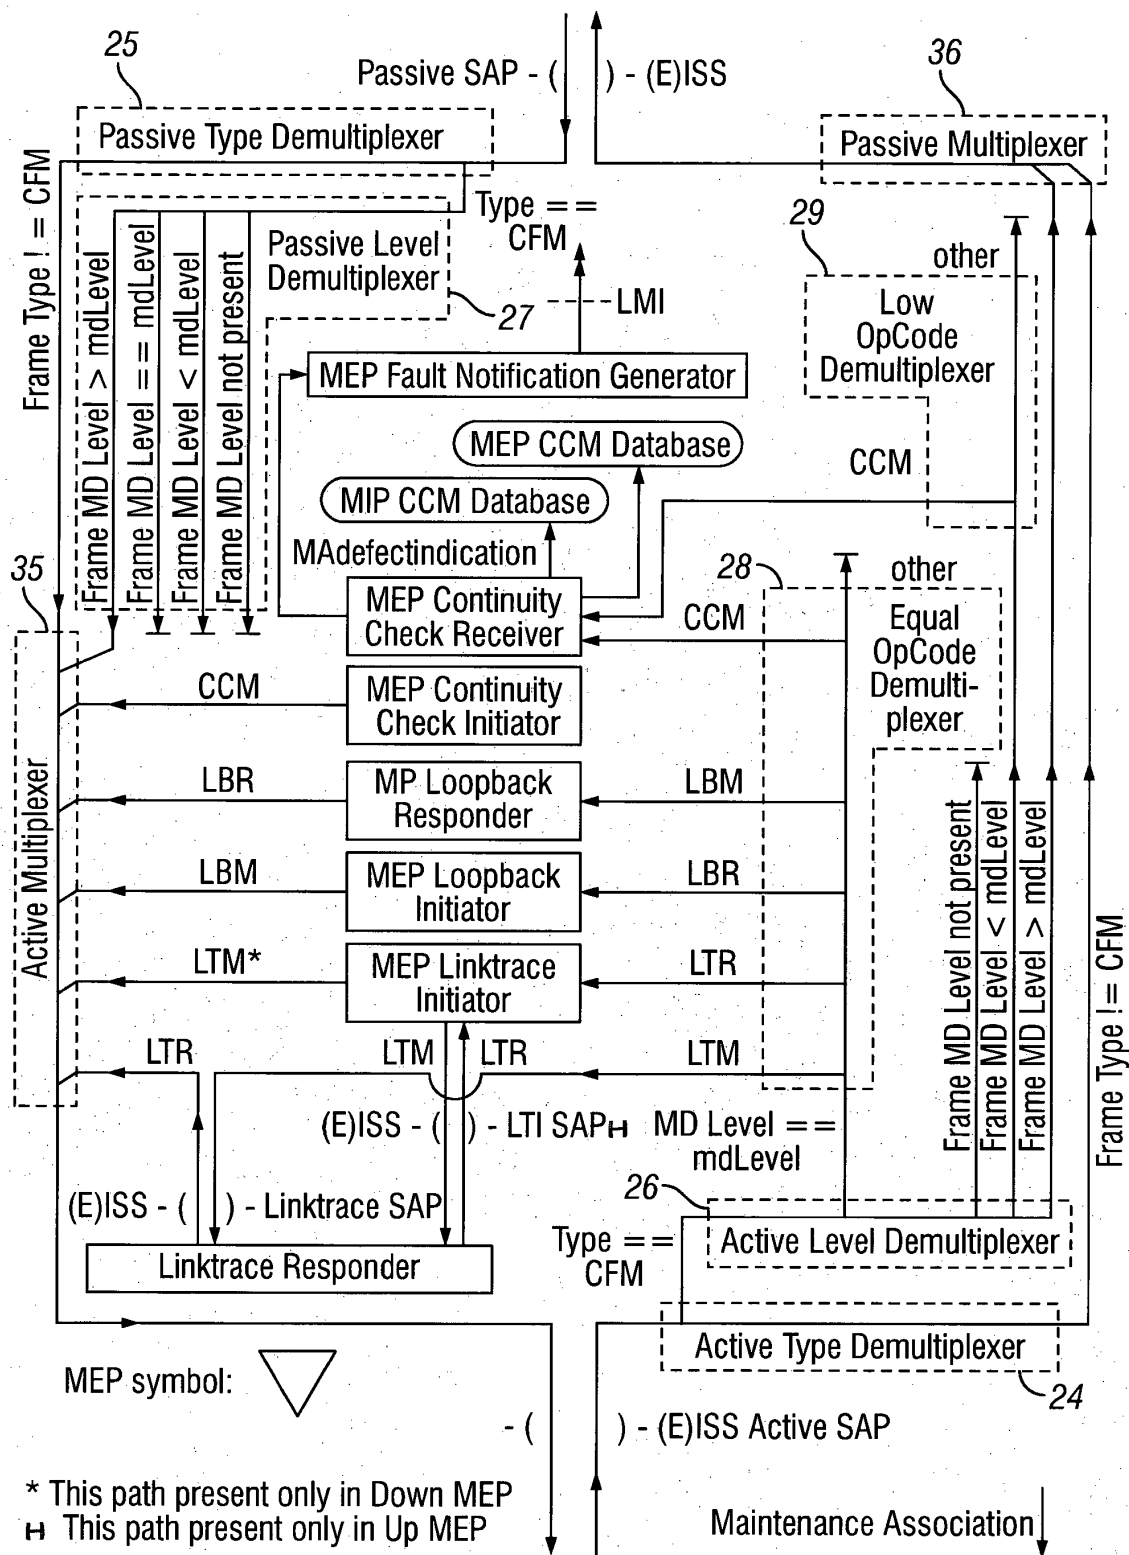 25
Passive SAP - ( ) - (E)ISS
36
Passive Type Demultiplexer
Passive Multiplexer
Frame Type ! = CFM
Type = =
CFM
Passive Level
Demultiplexer
27
LMI
29
other
Low
OpCode
Demultiplexer
Frame MD Level > mdLevel
Frame MD Level = = mdLevel
Frame MD Level < mdLevel
Frame MD Level not present
MEP Fault Notification Generator
MEP CCM Database
CCM
MIP CCM Database
MAdefectindication
35
28
other
MEP Continuity
Check Receiver
CCM
Equal
OpCode
Demulti-
plexer
CCM
MEP Continuity
Check Initiator
Active Multiplexer
LBR
MP Loopback
Responder
LBM
LBM
MEP Loopback
Initiator
LBR
LTM*
MEP Linktrace
Initiator
LTR
Frame MD Level not present
Frame MD Level < mdLevel
Frame MD Level > mdLevel
Frame Type ! = CFM
LTR
LTM
LTR
LTM
(E)ISS - ( ) - LTI SAPH
MD Level = =
mdLevel
26
(E)ISS - ( ) - Linktrace SAP
Type = =
CFM
Active Level Demultiplexer
Linktrace Responder
Active Type Demultiplexer
24
MEP symbol:
- ( ) - (E)ISS Active SAP
* This path present only in Down MEP
H This path present only in Up MEP
Maintenance Association